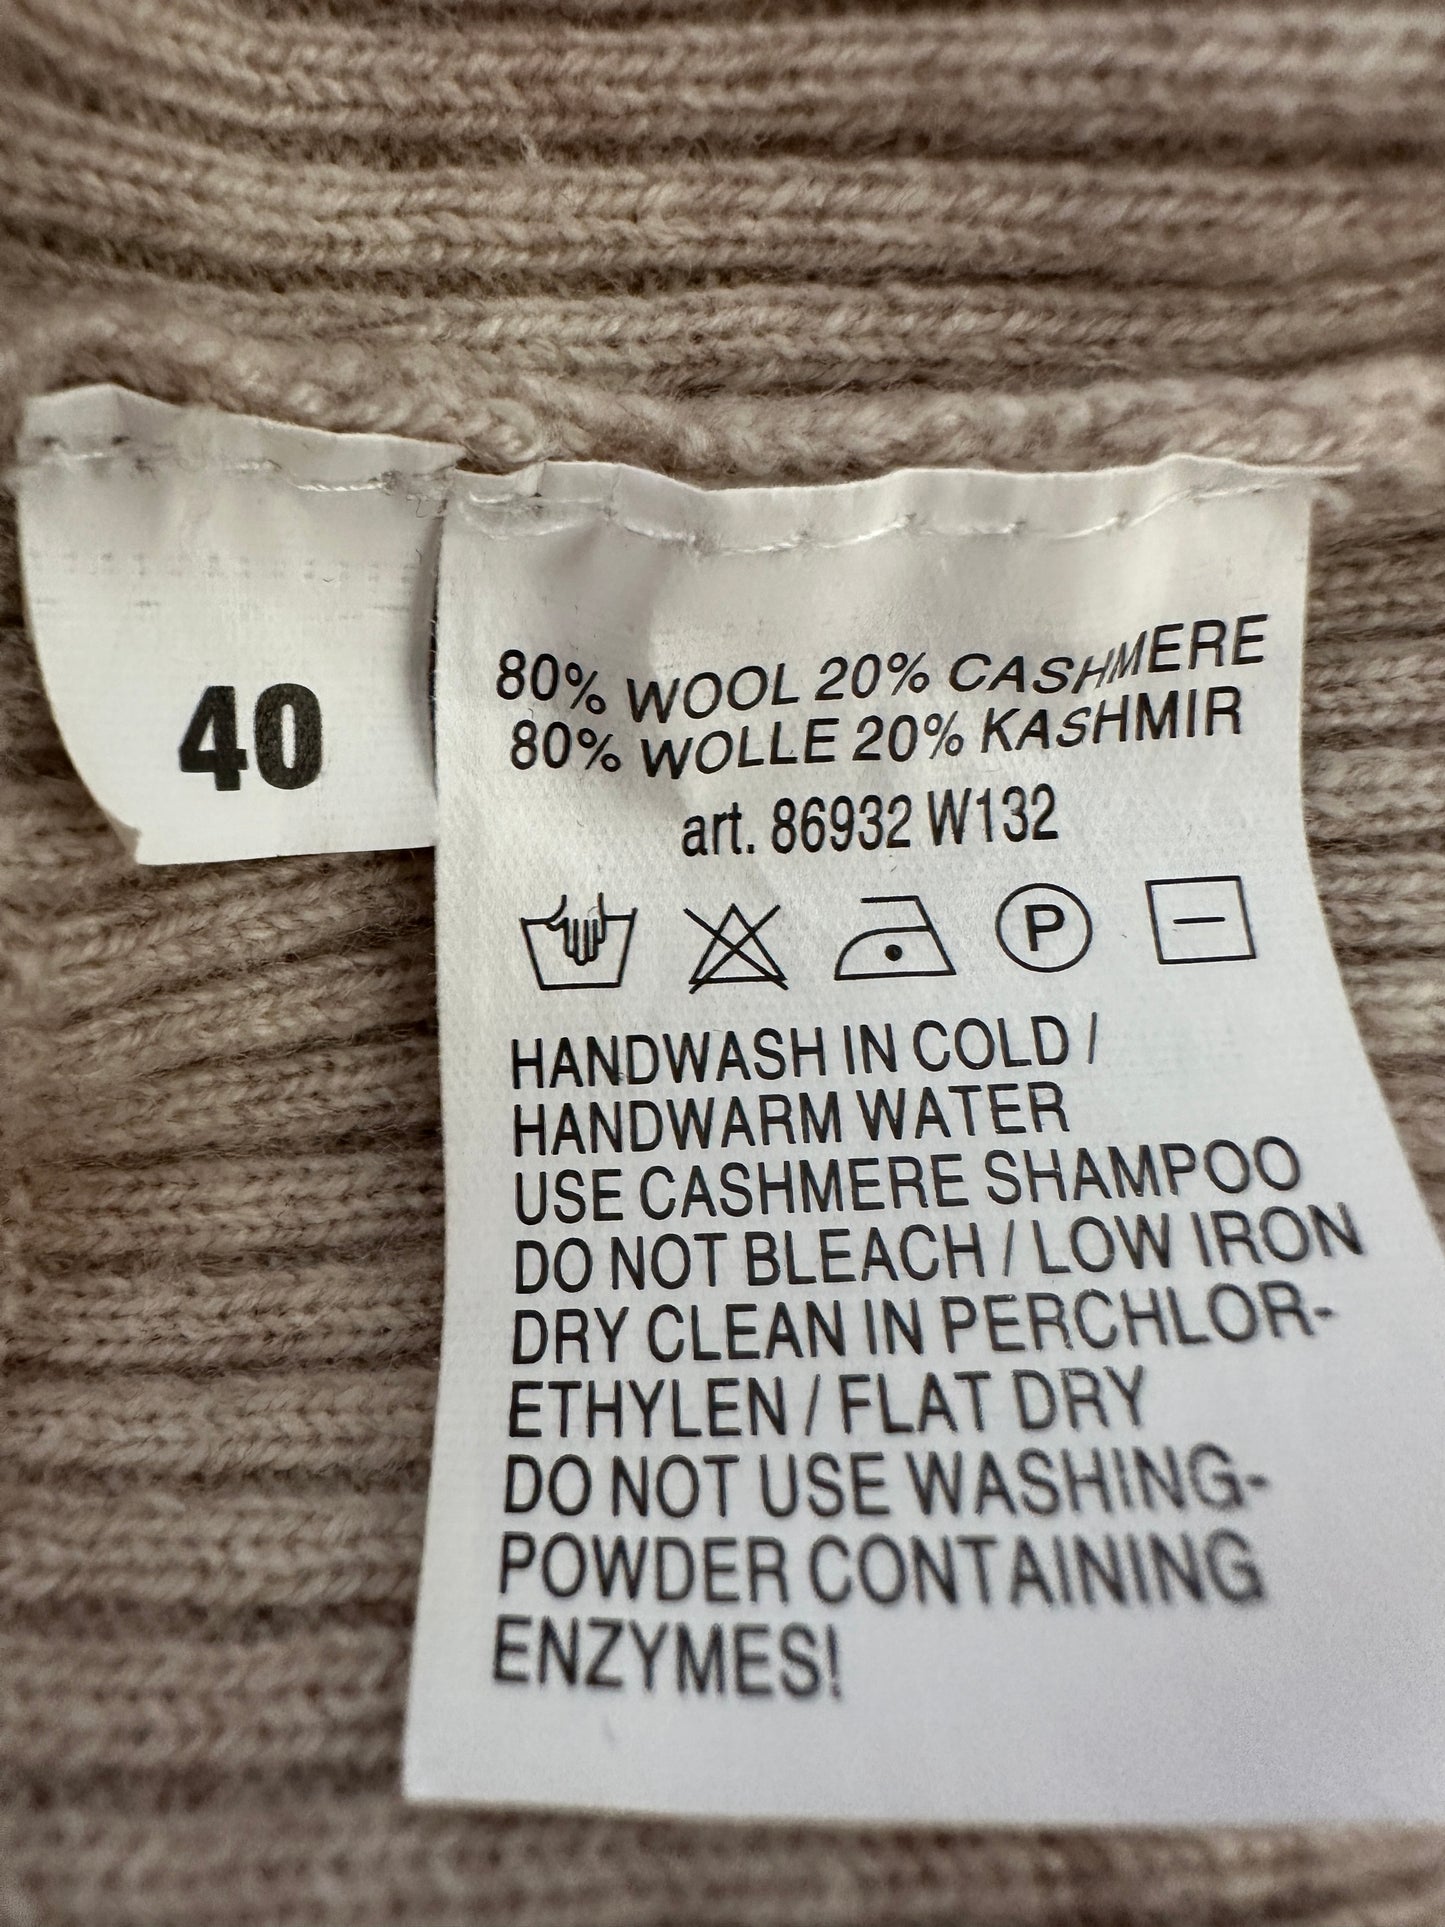 40
80% WOOL 20% CASHMERE
80% WOLLE 20% KASHMIR
art. 86932 W132
P
HANDWASH IN COLD /
HANDWARM WATER
USE CASHMERE SHAMPOO
DO NOT BLEACH / LOW IRON
DRY CLEAN IN PERCHLOR-
ETHYLEN / FLAT DRY
DO NOT USE WASHING-
POWDER CONTAINING
ENZYMES!